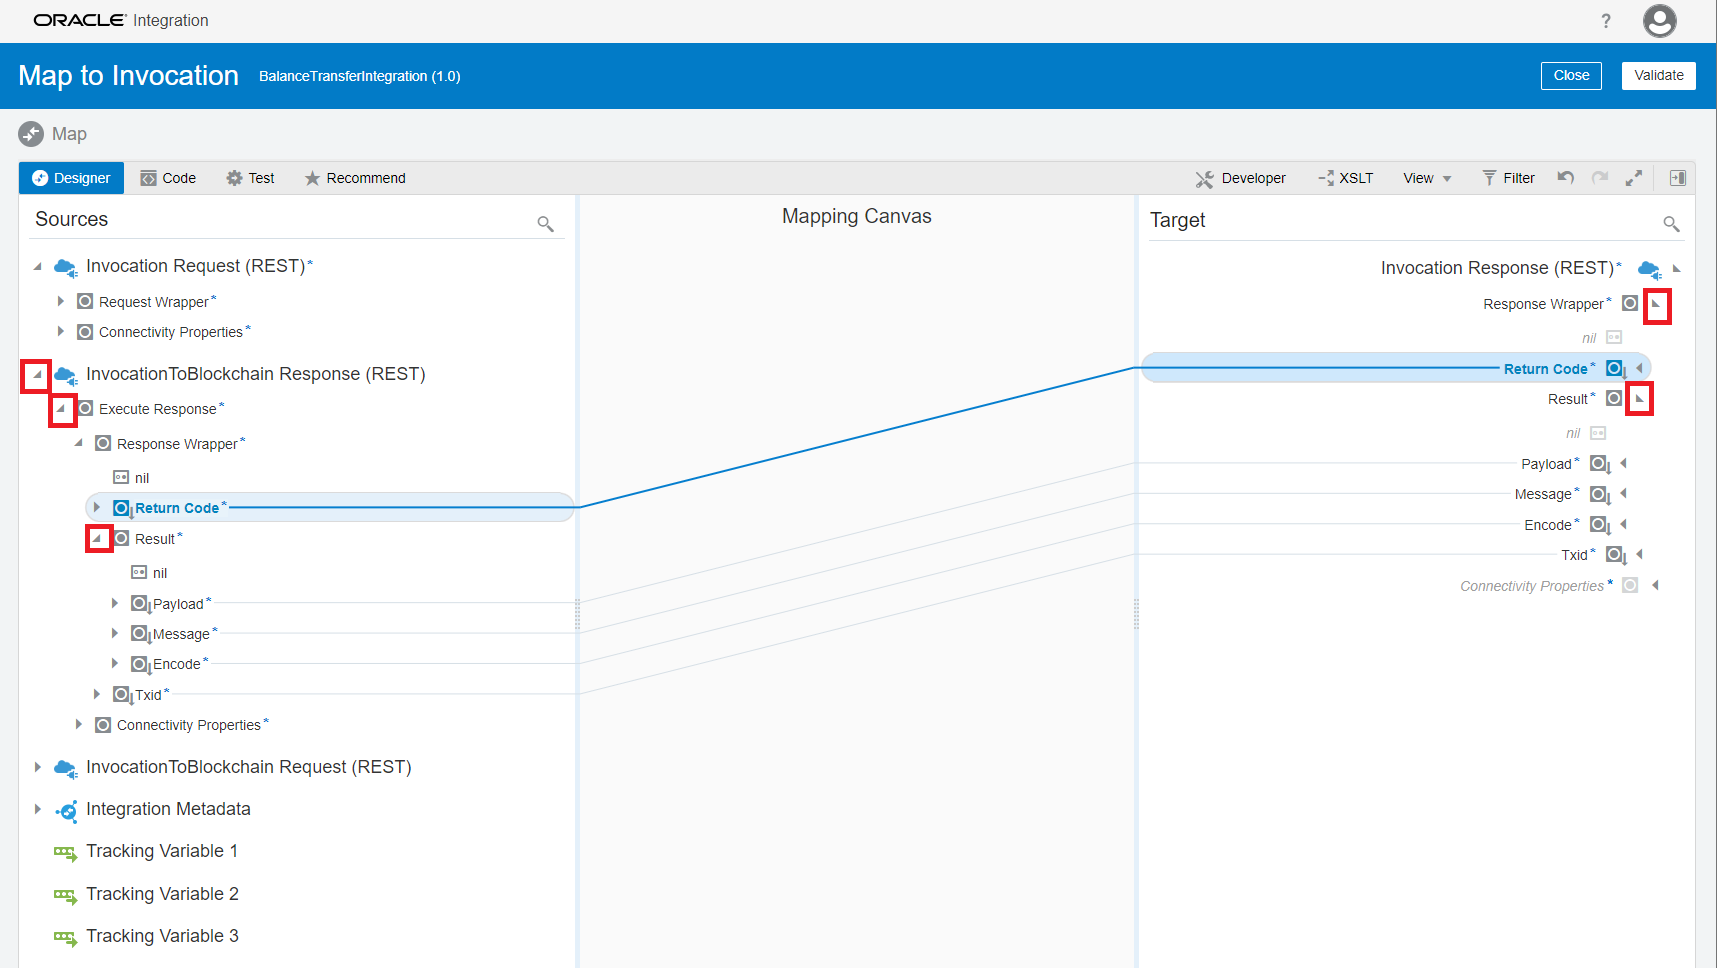 ORACLE Integration
?
Map to Invocation BalanceTransferIntegration (1.0)
Close
Validate
Map
Designer
Code
Test
Recommend
Developer
XSLT
View
Filter
Sources
Mapping Canvas
Target
Invocation Request (REST)*
Request Wrapper*
Connectivity Properties*
InvocationToBlockchain Response (REST)
Execute Response*
Response Wrapper*
nil
Return Code*
Result*
nil
Payload*
Message*
Encode*
Txid*
Connectivity Properties*
InvocationToBlockchain Request (REST)
Integration Metadata
Tracking Variable 1
Tracking Variable 2
Tracking Variable 3
Invocation Response (REST)*
Response Wrapper*
nil
Return Code*
Result*
nil
Payload*
Message*
Encode*
Txid*
Connectivity Properties*